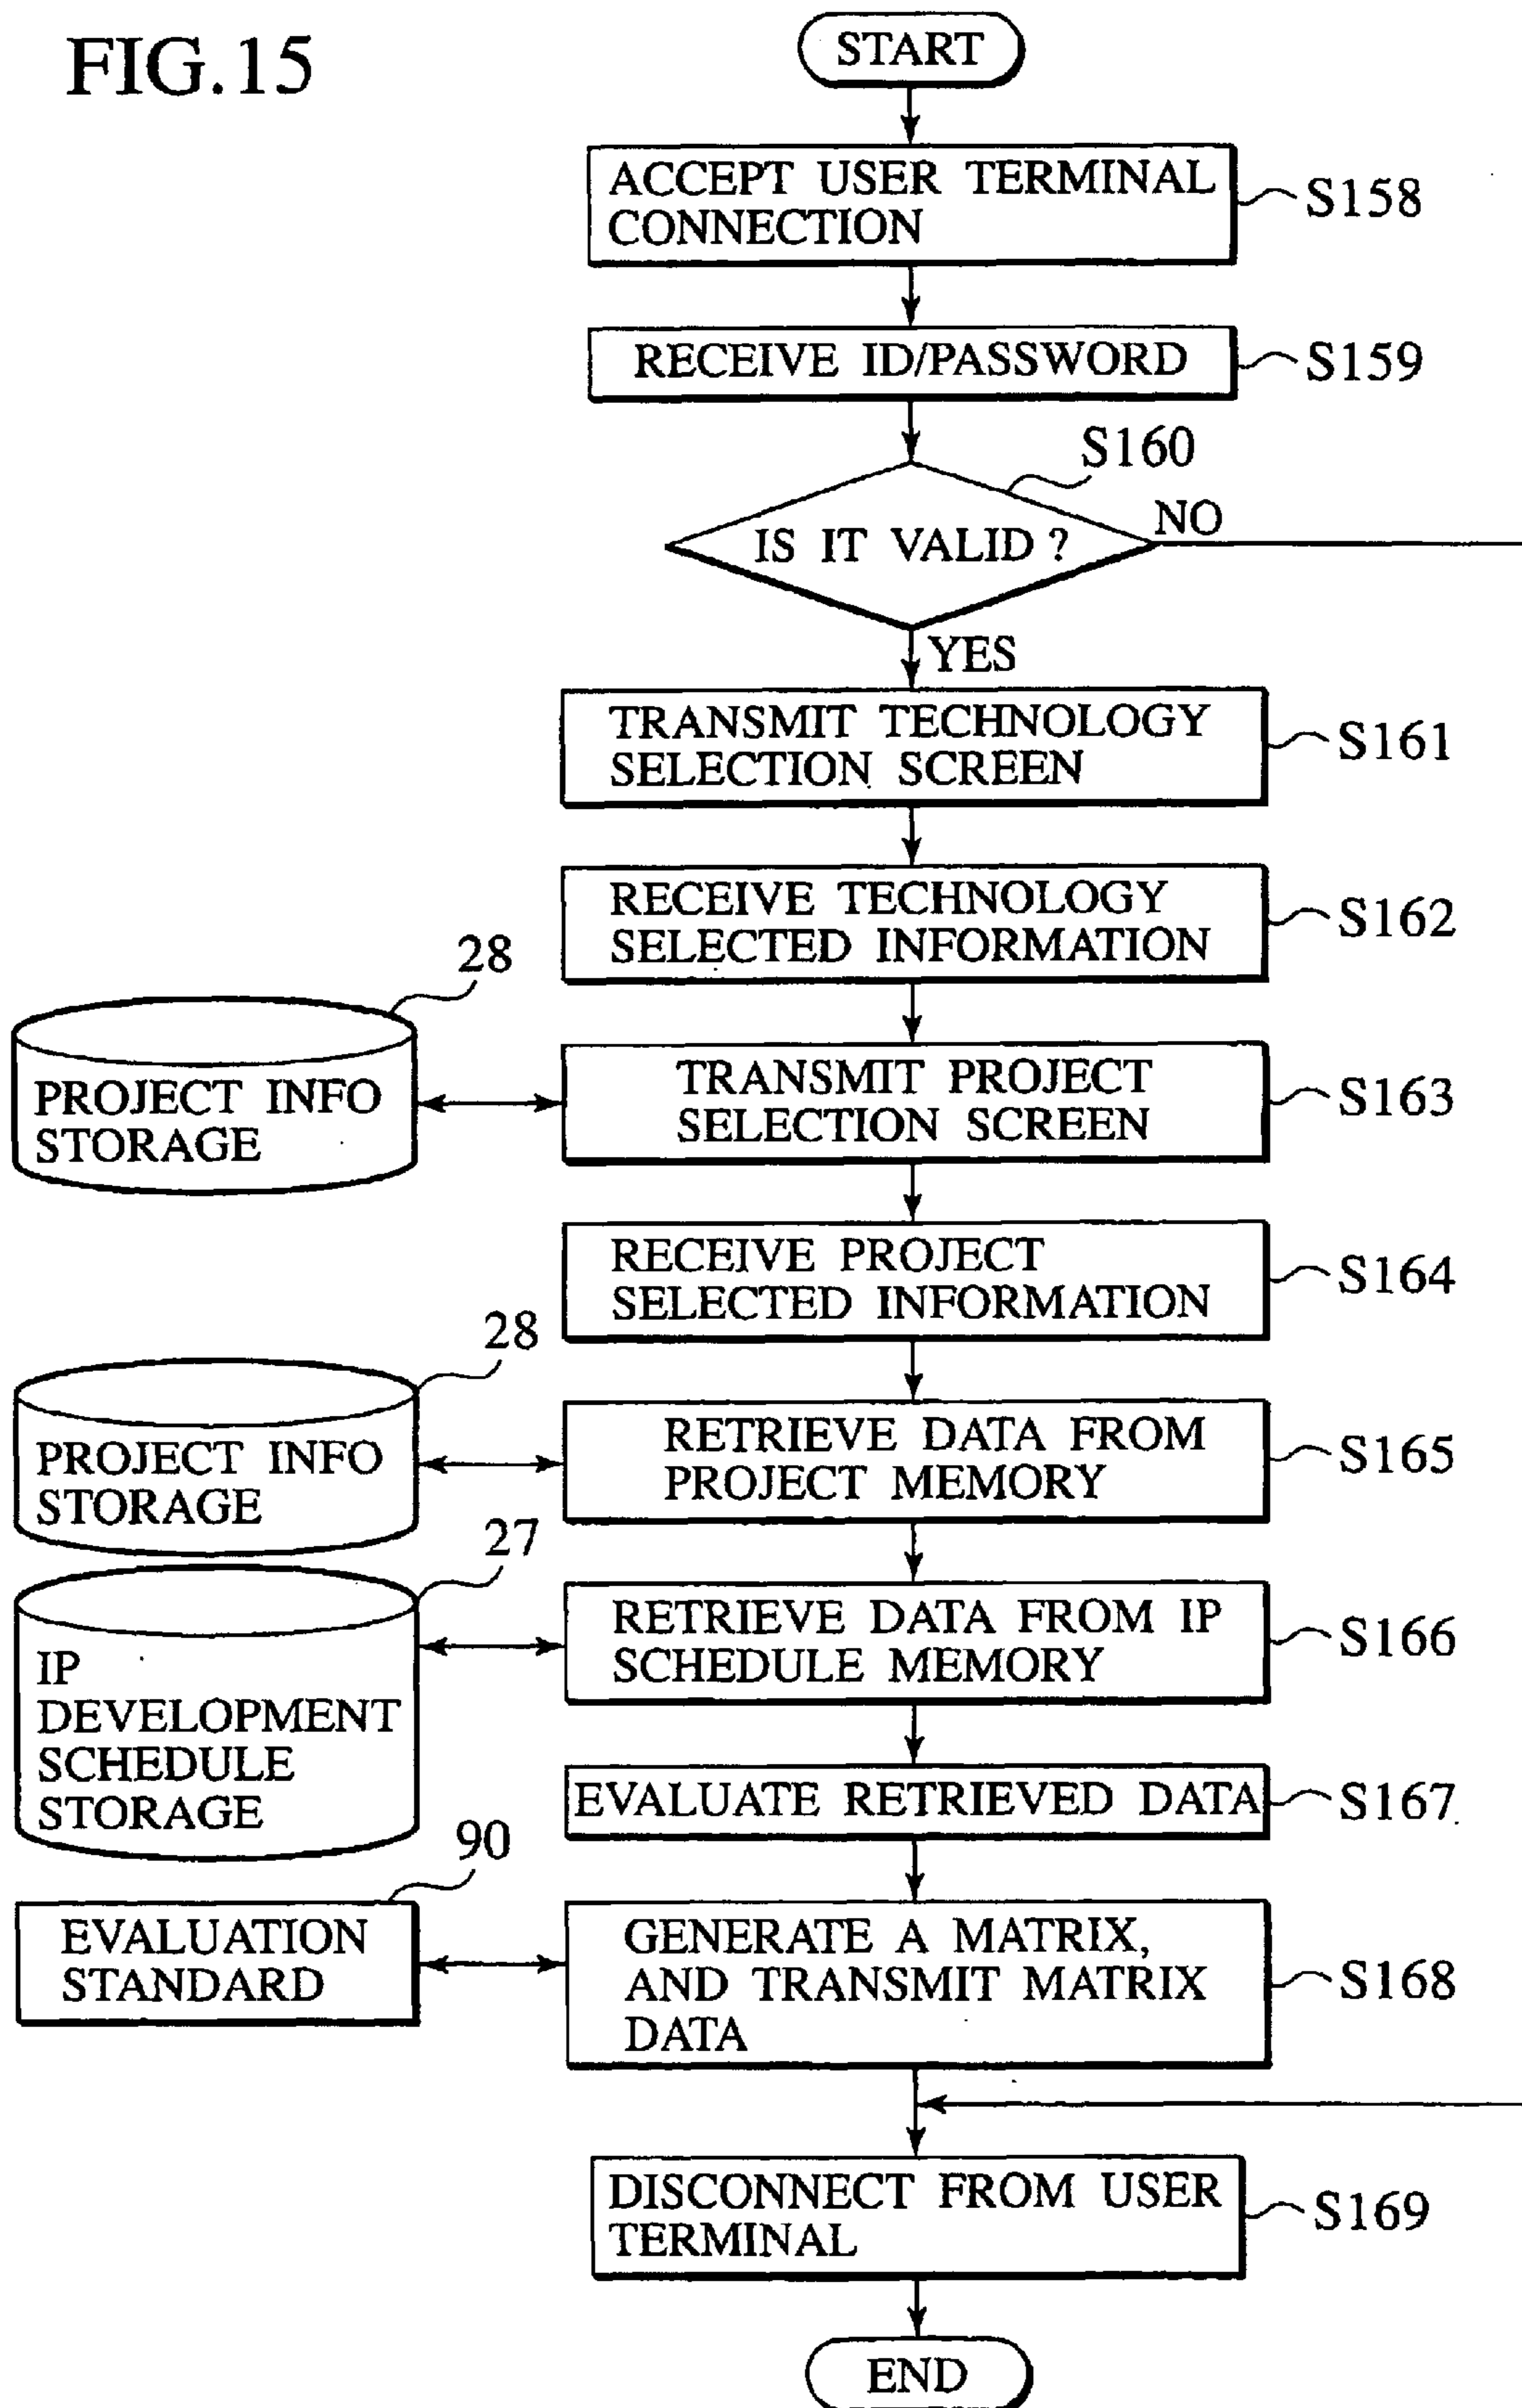 FIG.15
START
ACCEPT USER TERMINAL
CONNECTION
S158
RECEIVE ID/PASSWORD
S159
S160
IS IT VALID ?
NO
YES
TRANSMIT TECHNOLOGY
SELECTION SCREEN
S161
RECEIVE TECHNOLOGY
SELECTED INFORMATION
S162
28
PROJECT INFO
STORAGE
TRANSMIT PROJECT
SELECTION SCREEN
S163
RECEIVE PROJECT
SELECTED INFORMATION
S164
28
PROJECT INFO
STORAGE
RETRIEVE DATA FROM
PROJECT MEMORY
S165
27
IP
DEVELOPMENT
SCHEDULE
STORAGE
RETRIEVE DATA FROM IP
SCHEDULE MEMORY
S166
EVALUATE RETRIEVED DATA
S167
90
EVALUATION
STANDARD
GENERATE A MATRIX,
AND TRANSMIT MATRIX
DATA
S168
DISCONNECT FROM USER
TERMINAL
S169
END